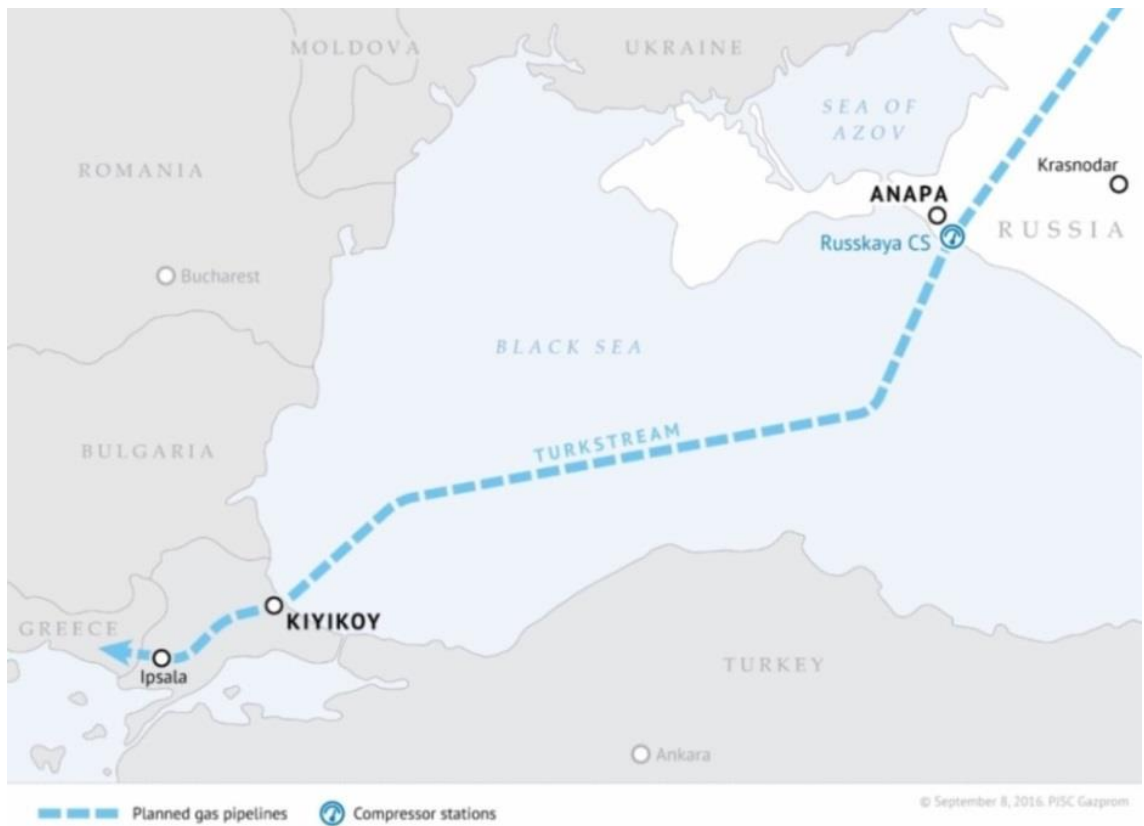 MOLDOVA
UKRAINE
SEA OF
AZOV
ROMANIA
Krasnodar
ANAPA
RUSSIA
Russkaya CS
Bucharest
BLACK SEA
TURKSTREAM
BULGARIA
KIYIKOY
GREECE
Ipsala
TURKEY
Ankara
Planned gas pipelines
Compressor stations
© September 8, 2016. PJSC Gazprom